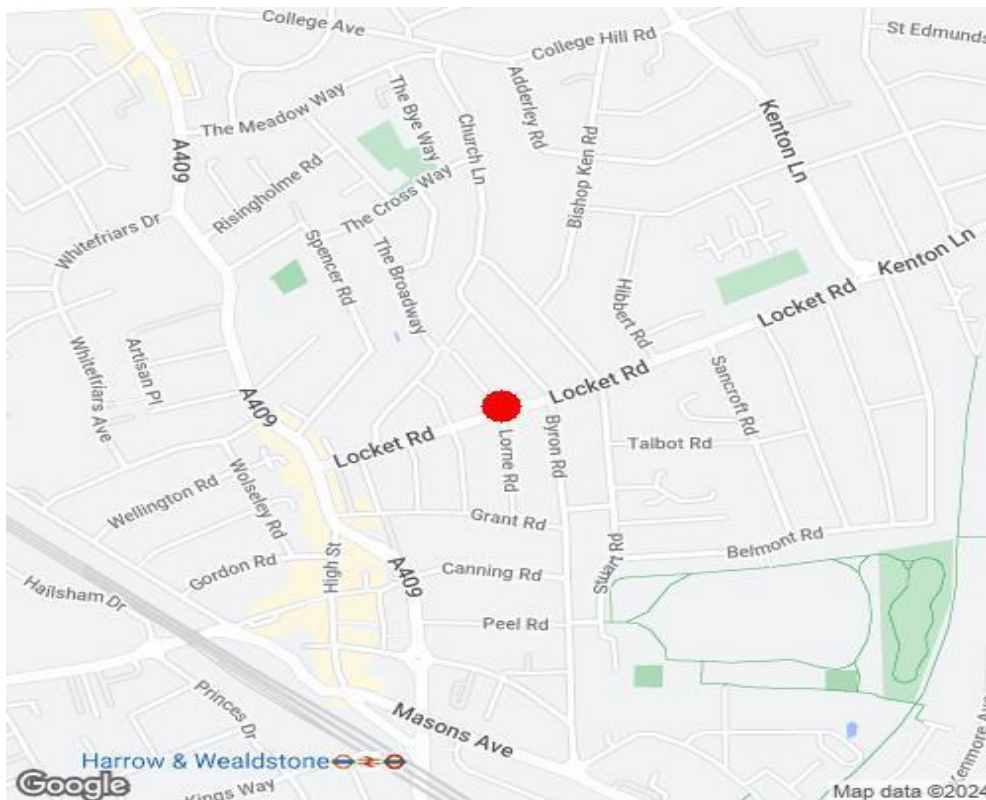 College Ave
St Edmunds
College Hill Rd
The Bye Way
Adderley Rd
The Meadow Way
Church Ln
Kenton Ln
A409
Bishop Ken Rd
Risingholme Rd
The Cross Way
Whitefriars Dr
Spencer Rd
The Broadway
Kenton Ln
Hibbert Rd
Locket Rd
Artisan Pl
Whitefriars Ave
Sancroft Rd
Locket Rd
A409
Locket Rd
Lorne Rd
Byron Rd
Talbot Rd
Wolseley Rd
Wellington Rd
Grant Rd
High St
Belmont Rd
Stuart Rd
Gordon Rd
A409
Canning Rd
Hailsham Dr
Peel Rd
Princes Dr
Masons Ave
Kenmore Ave
Harrow & Wealdstone
Kings Way
Google
Map data ©2024